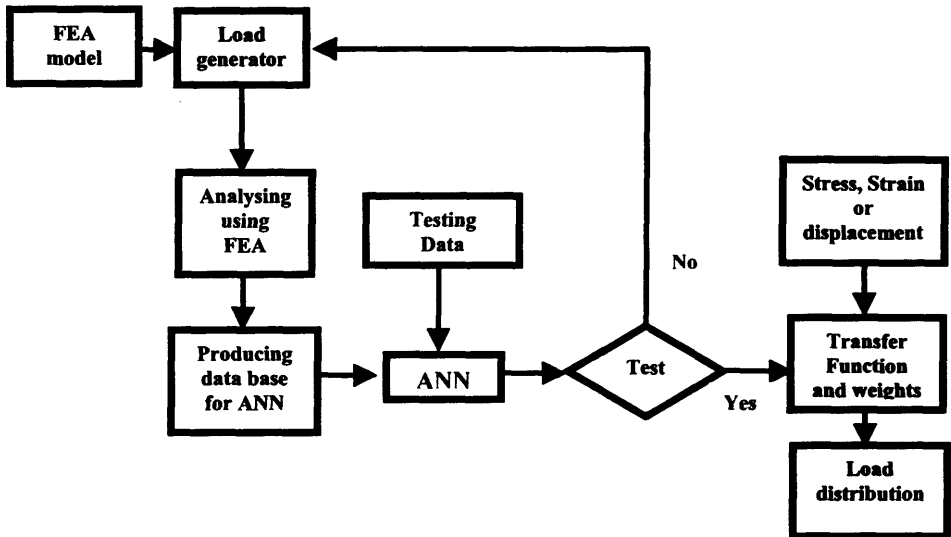 FEA
model
Load
generator
Analysing
using
FEA
Producing
data base
for ANN
Testing
Data
ANN
Test
No
Yes
Stress, Strain
or
displacement
Transfer
Function
and weights
Load
distribution